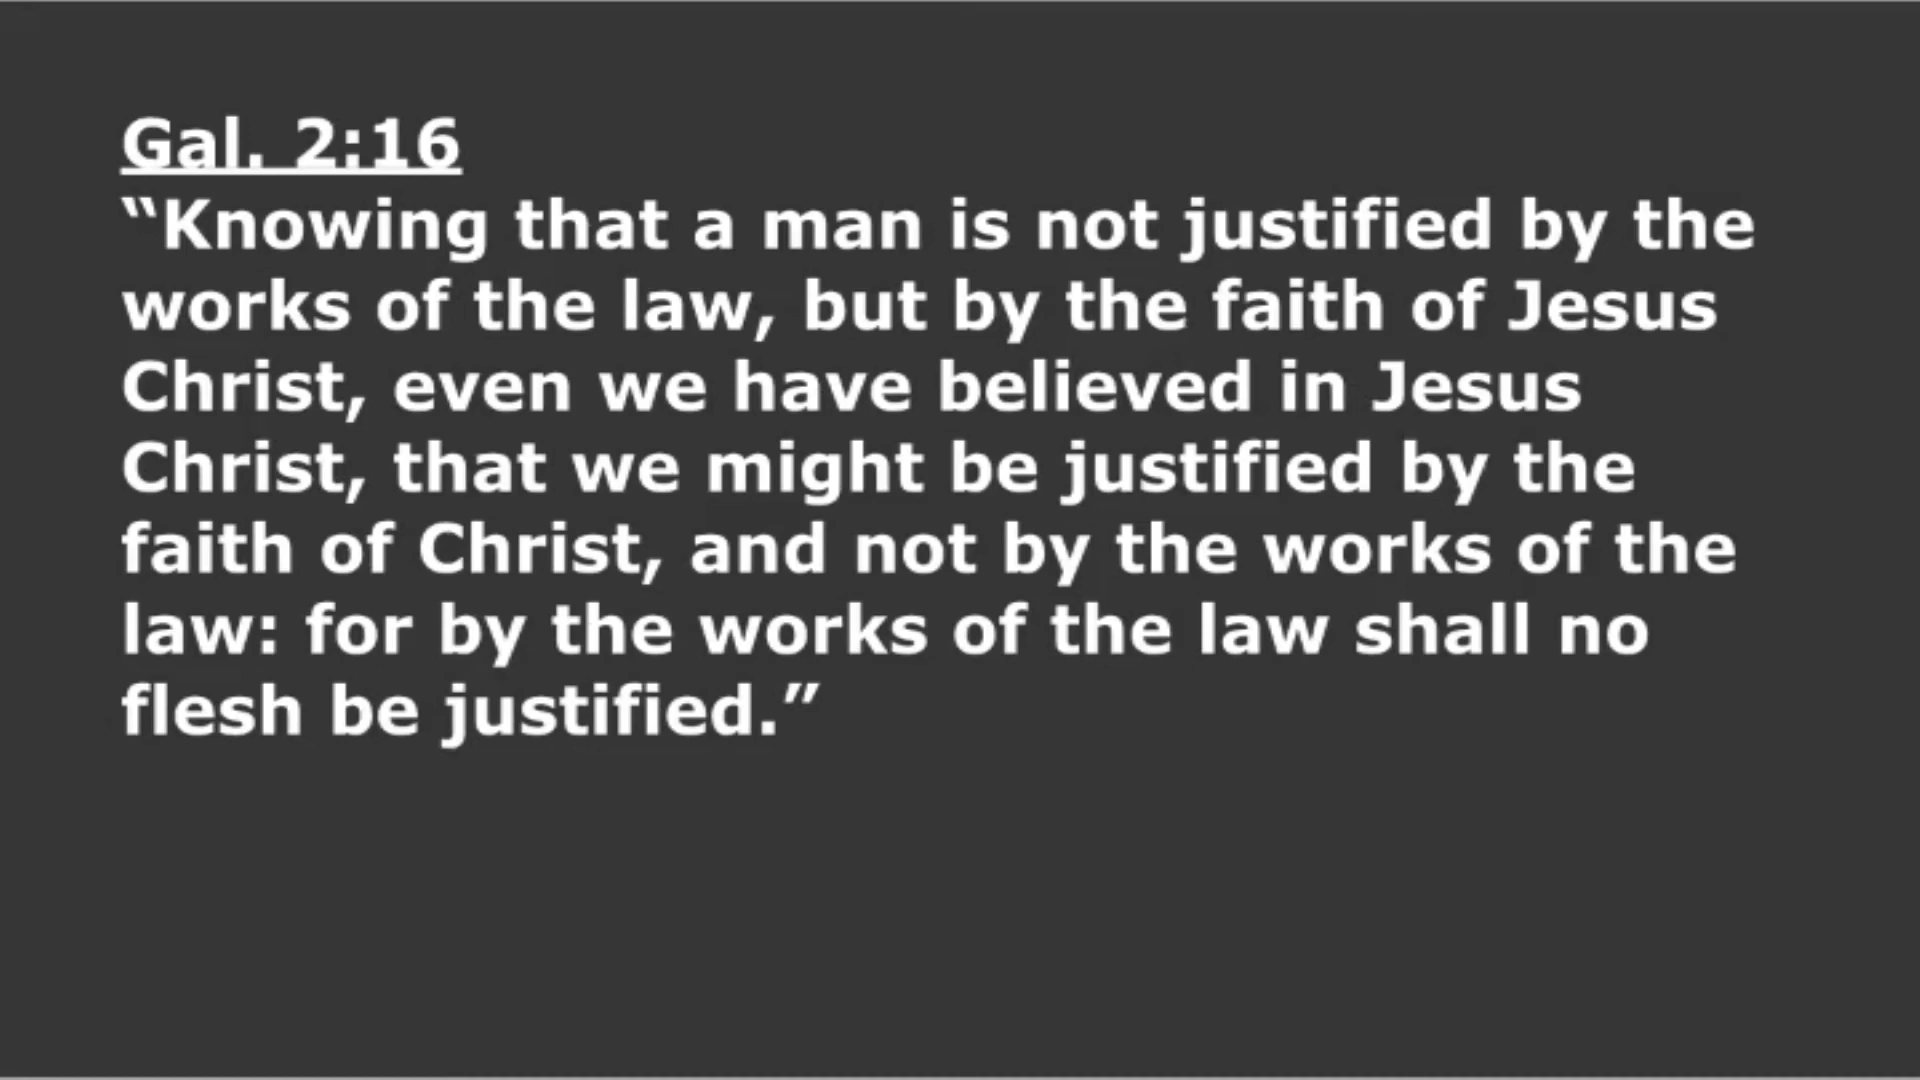 Gal. 2:16
“Knowing that a man is not justified by the
works of the law, but by the faith of Jesus
Christ, even we have believed in Jesus
Christ, that we might be justified by the
faith of Christ, and not by the works of the
law: for by the works of the law shall no
flesh be justified.”